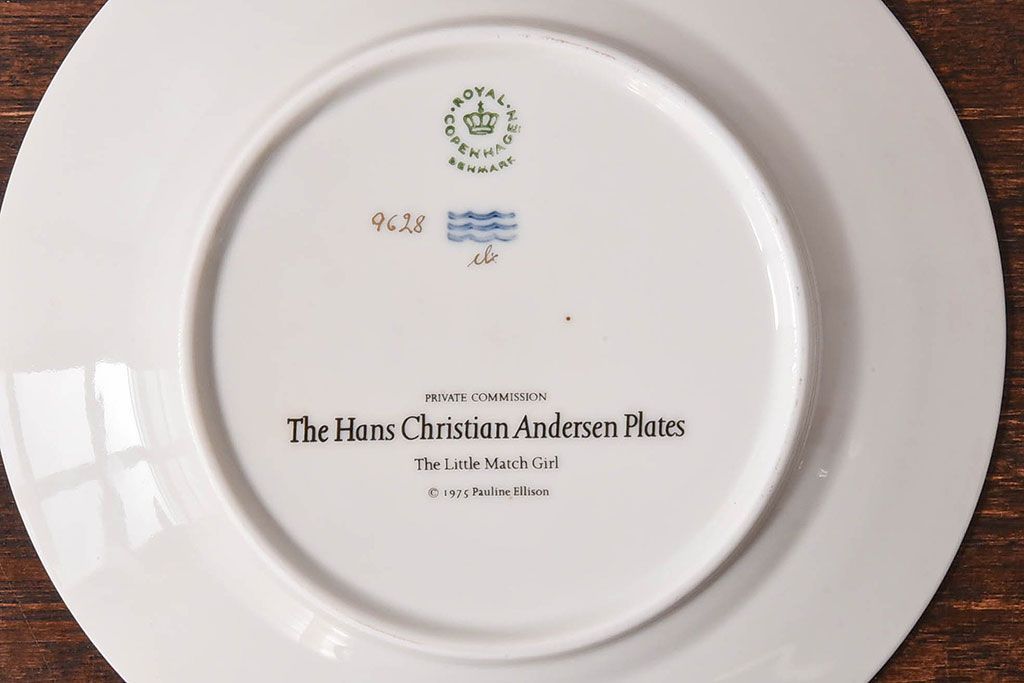 ROYAL
COPENHAGEN
DENMARK
9628
PRIVATE COMMISSION
The Hans Christian Andersen Plates
The Little Match Girl
© 1975 Pauline Ellison